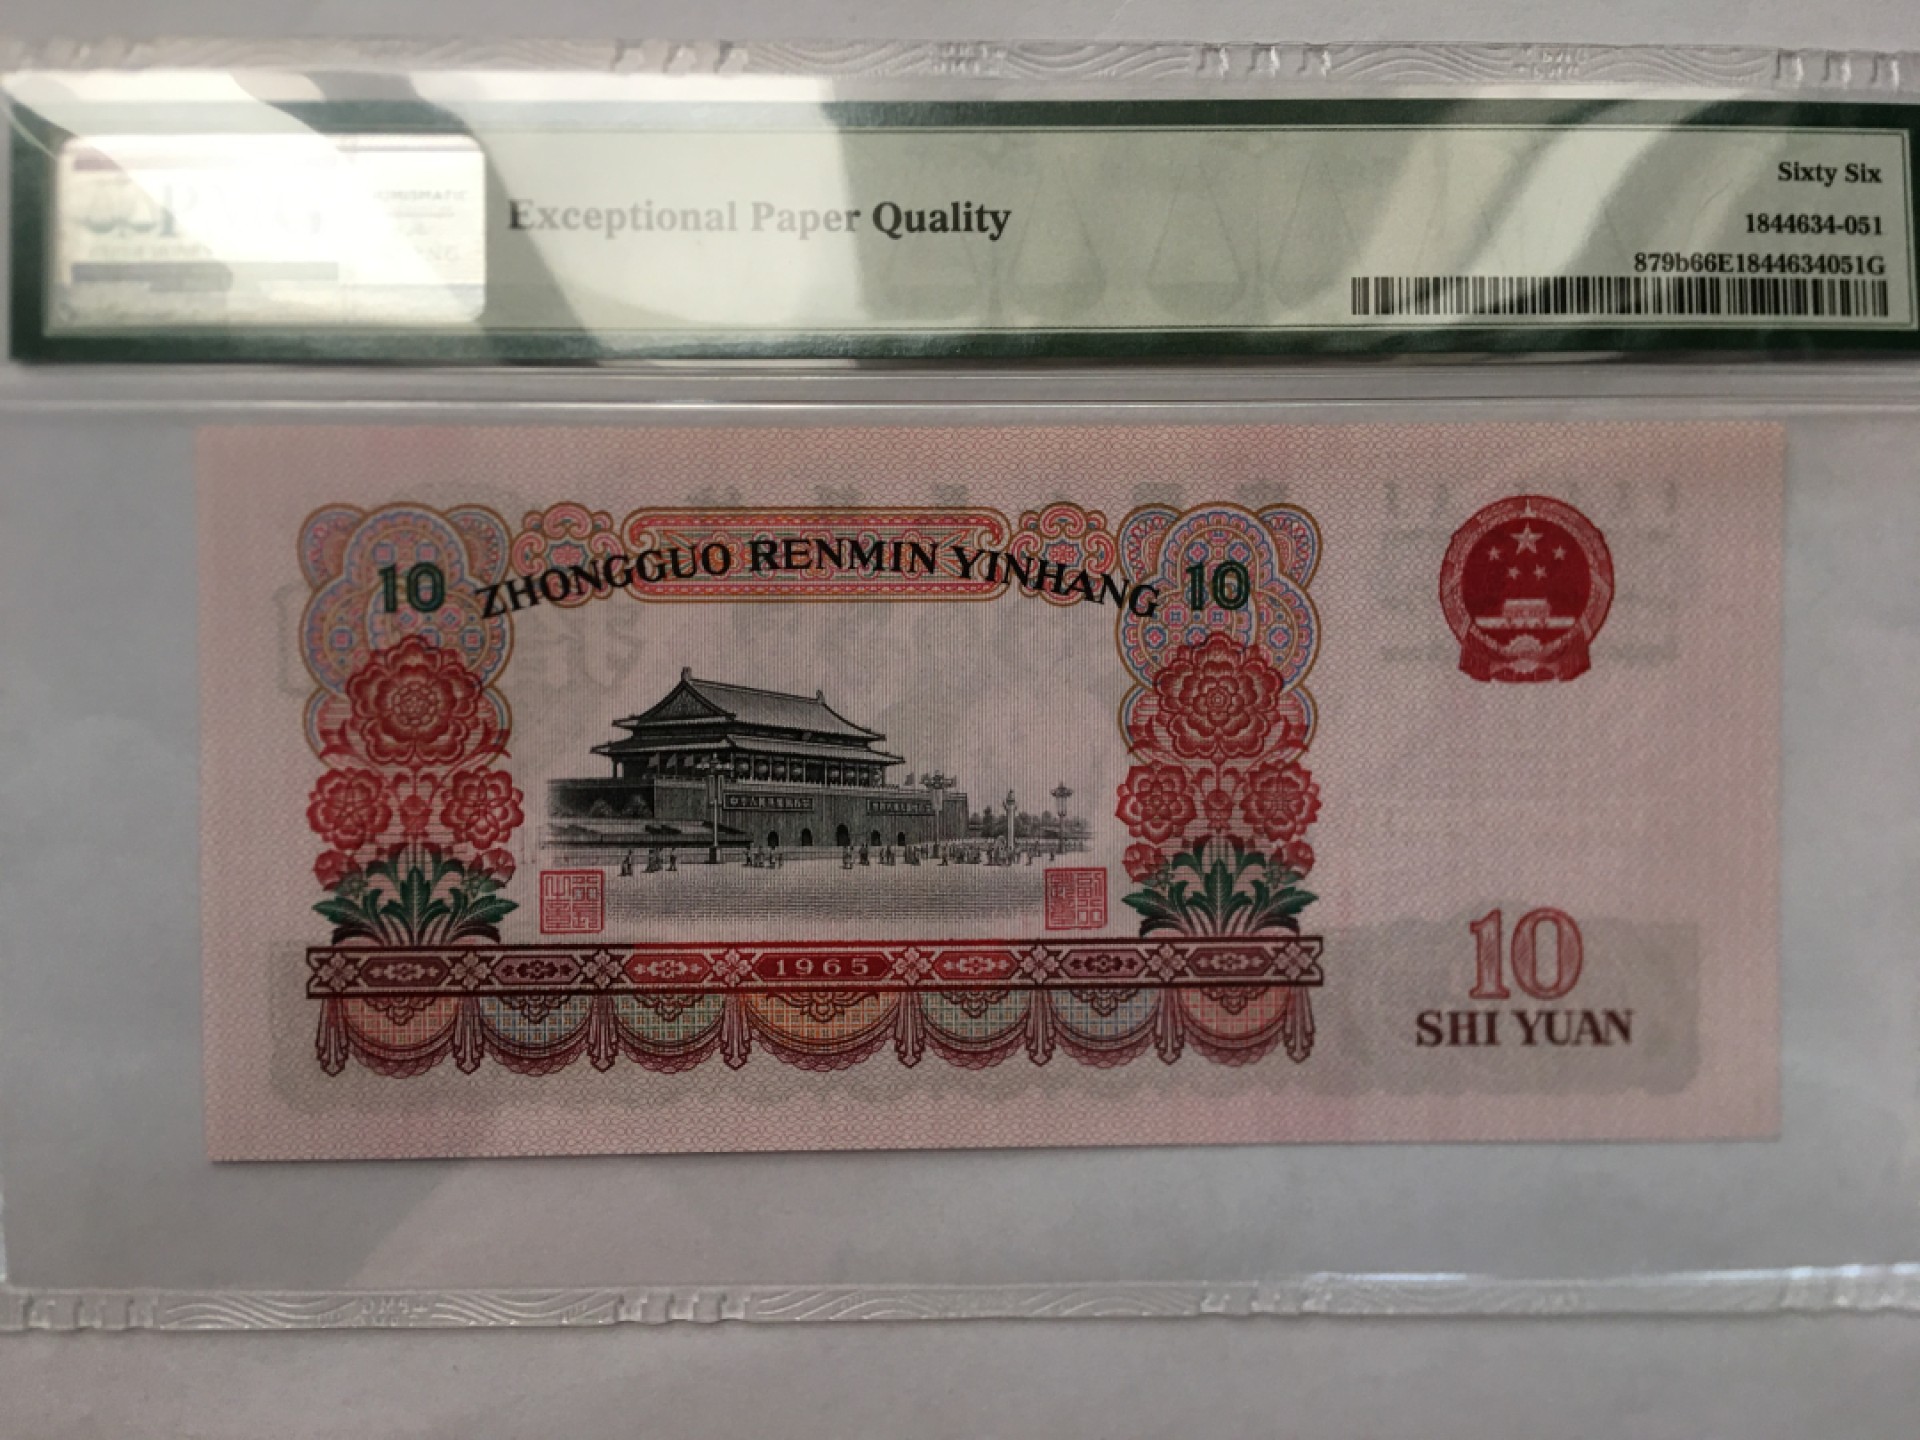 Exceptional Paper Quality
Sixty Six
1844634-051
879b66E1844634051G
10 ZHONGGUO RENMIN YINHANG 10
1965
10
SHI YUAN